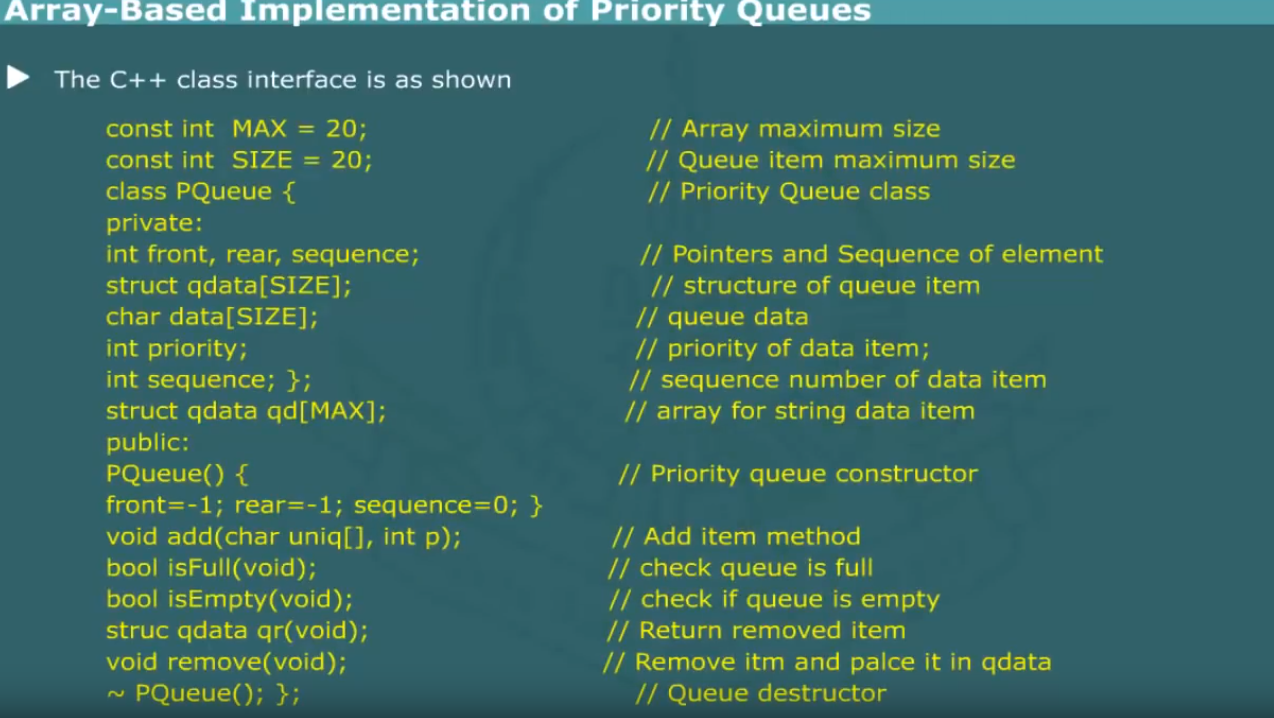 Array-Based Implementation of Priority Queues
The C++ class interface is as shown
const int MAX = 20; // Array maximum size
const int SIZE = 20; // Queue item maximum size
class PQueue { // Priority Queue class
private:
int front, rear, sequence; // Pointers and Sequence of element
struct qdata[SIZE]; // structure of queue item
char data[SIZE]; // queue data
int priority; // priority of data item;
int sequence; }; // sequence number of data item
struct qdata qd[MAX]; // array for string data item
public:
PQueue() { // Priority queue constructor
front=-1; rear=-1; sequence=0; }
void add(char uniq[], int p); // Add item method
bool isFull(void); // check queue is full
bool isEmpty(void); // check if queue is empty
struc qdata qr(void); // Return removed item
void remove(void); // Remove itm and palce it in qdata
~ PQueue(); }; // Queue destructor